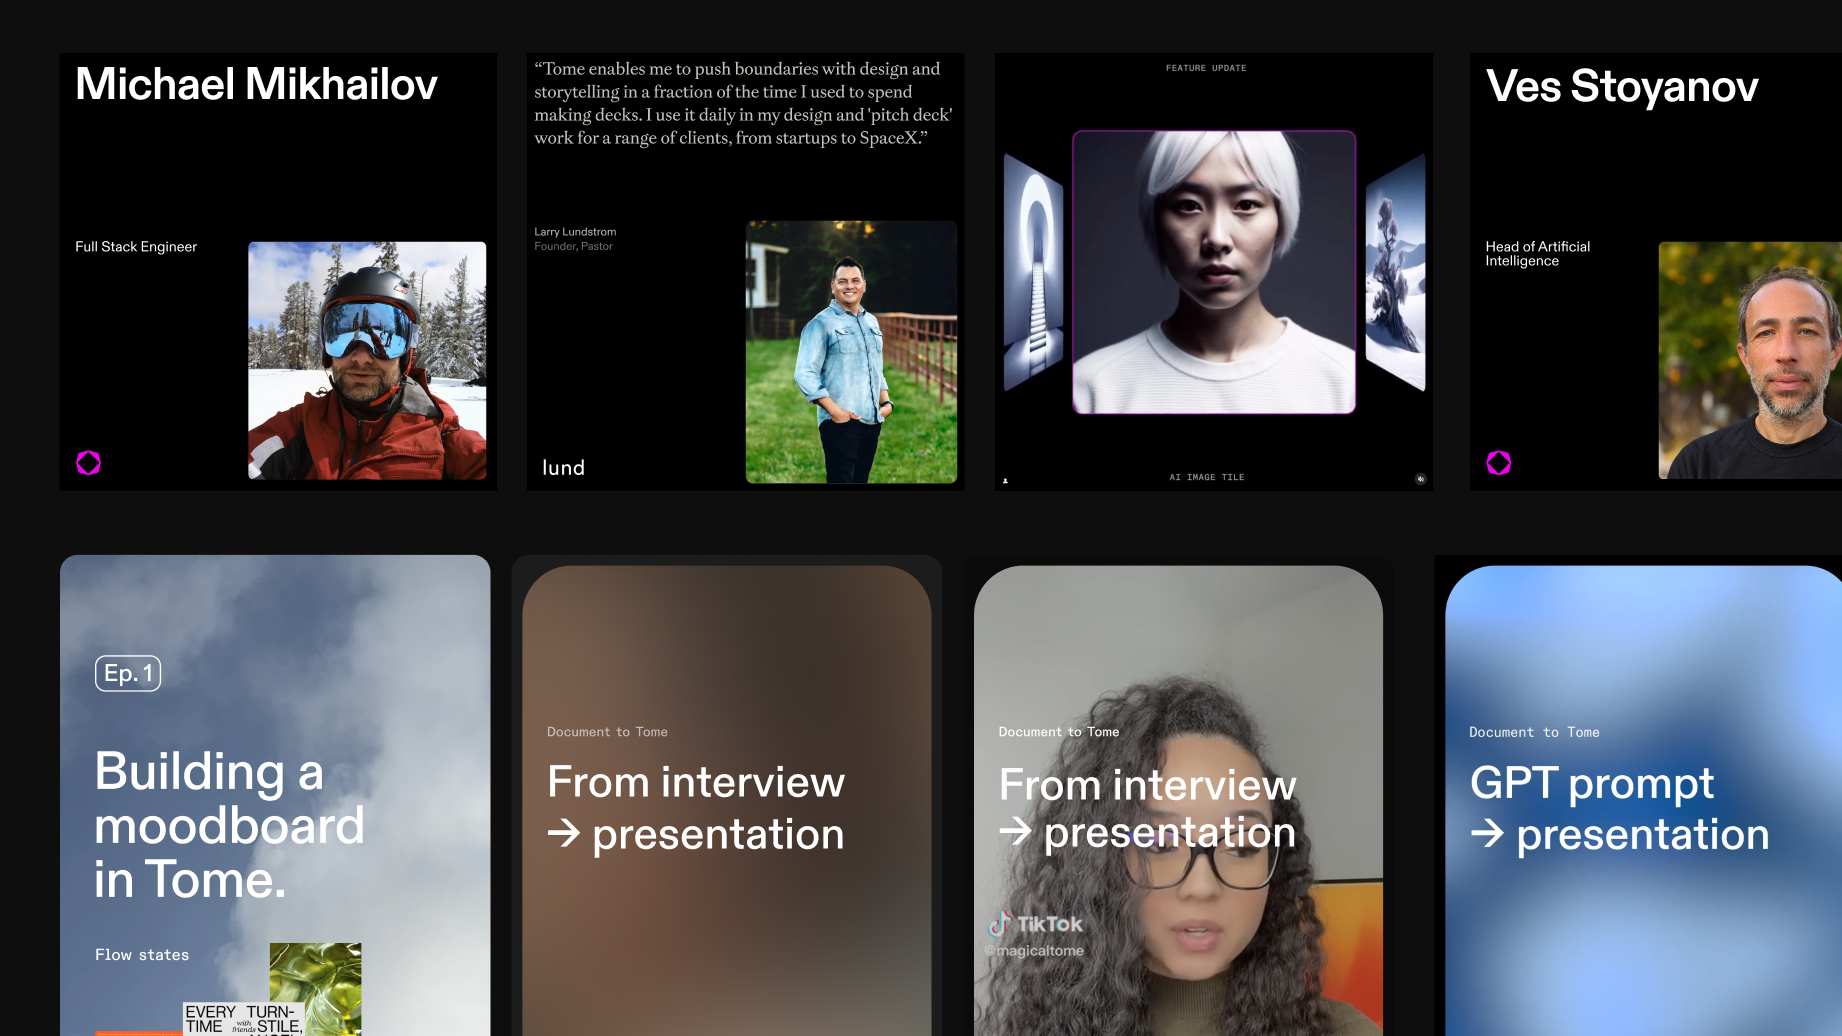 Michael Mikhailov
Full Stack Engineer
“Tome enables me to push boundaries with design and
storytelling in a fraction of the time I used to spend
making decks. I use it daily in my design and 'pitch deck'
work for a range of clients, from startups to SpaceX.”
Larry Lundstrom
Founder, Pastor
lund
FEATURE UPDATE
AI IMAGE TILE
Ves Stoyanov
Head of Artificial
Intelligence
Ep. 1
Building a
moodboard
in Tome.
Flow states
EVERY TURN-
TIME with friends STILE,
Document to Tome
From interview
→ presentation
Document to Tome
From interview
→ presentation
TikTok
@magicaltome
Document to Tome
GPT prompt
→ presentation